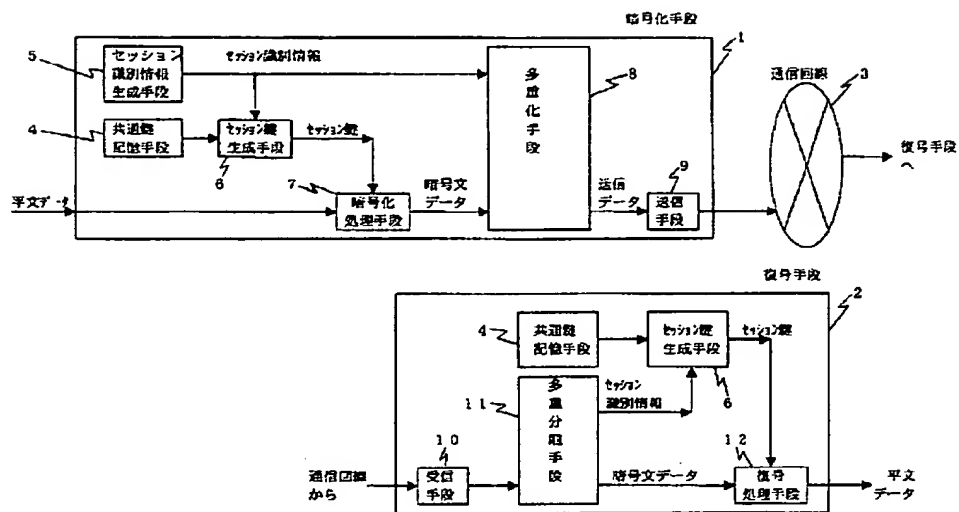 暗号化手段
1
5
セッション
識別情報
生成手段
セッション識別情報
多重化手段
8
通信回線
3
4
共通鍵
記憶手段
セッション鍵
生成手段
6
セッション鍵
復号手段
へ
7
平文データ
暗号化
処理手段
暗号文
データ
送信
データ
9
送信
手段
復号手段
2
4
共通鍵
記憶手段
セッション鍵
生成手段
6
セッション鍵
11
多重分離手段
セッション
識別情報
通信回線
から
10
受信
手段
暗号文データ
12
復号
処理手段
平文
データ